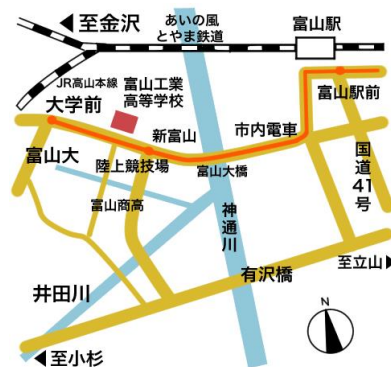 至金沢
あいの風
とやま鉄道
富山駅
JR高山本線
富山工業
高等学校
大学前
富山駅前
新富山
市内電車
富山大
陸上競技場
富山大橋
国道41号
富山商高
神通川
有沢橋
至立山
井田川
N
至小杉